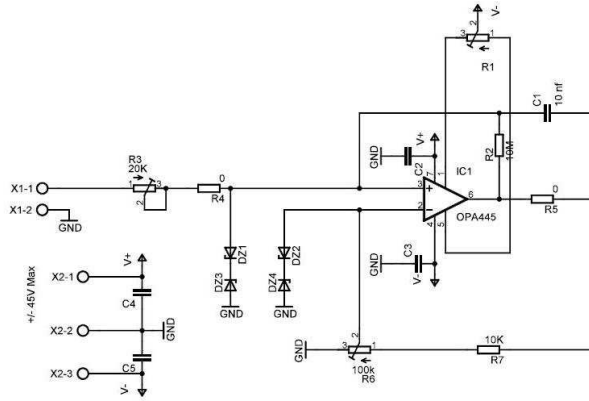 V-
2
3
1
R1
C1
10 nf
V+
GND
C2
7
1
IC1
R2
10M
R3
20K
X1-1
1
3
2
0
R4
3
+
6
OPA445
0
R5
X1-2
GND
2
-
4
5
DZ1
DZ2
GND
C3
V-
DZ3
DZ4
GND
GND
+/- 45V Max
V+
X2-1
C4
X2-2
GND
C5
X2-3
V-
GND
3
2
1
100k
R6
10K
R7